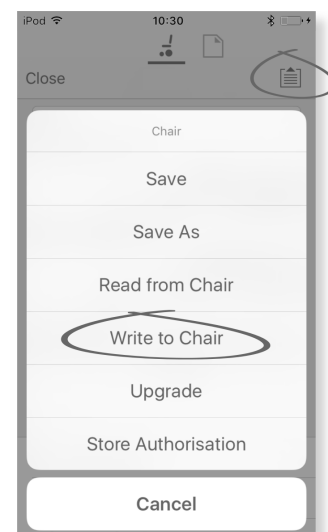 iPod 10:30
Close
Chair
Save
Save As
Read from Chair
Write to Chair
Upgrade
Store Authorisation
Cancel